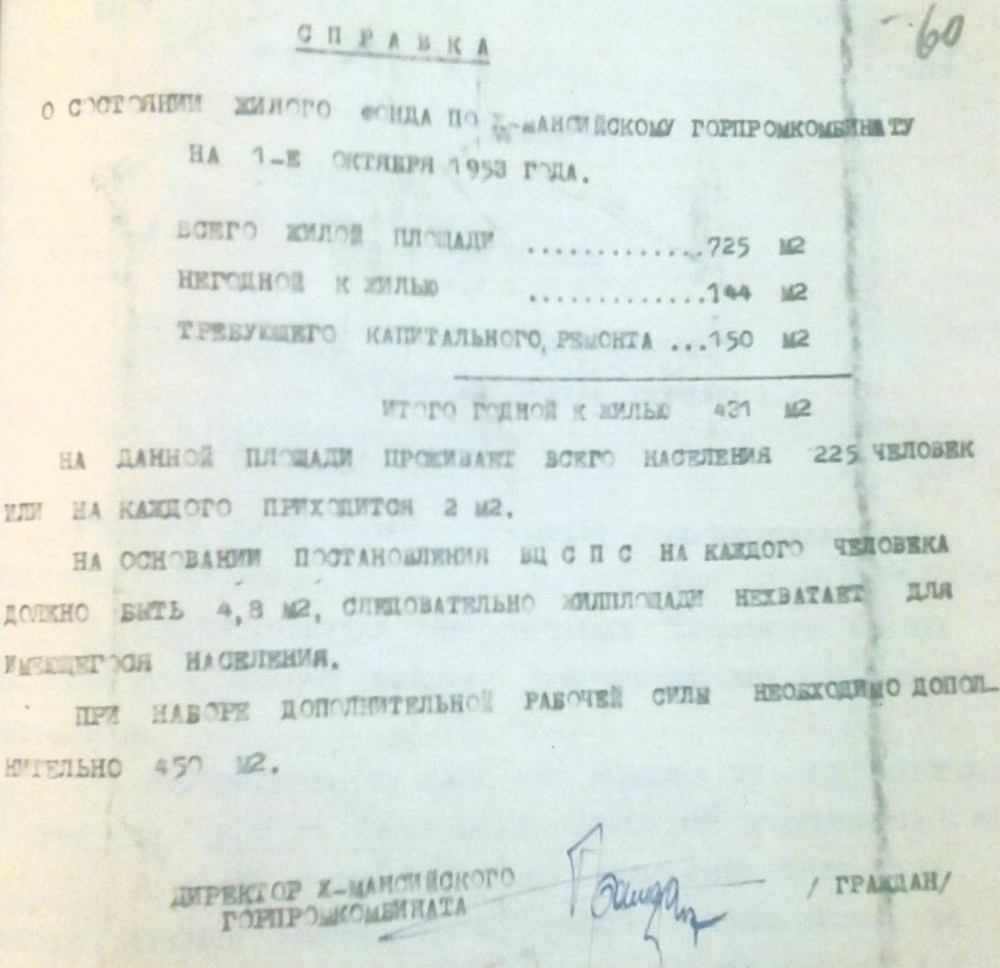 60
СПРАВКА
О СОСТОЯНИИ ЖИЛОГО ФОНДА ПО Х-МАНСИЙСКОМУ ГОРПРОМКОМБИНАТУ
НА 1-Е ОКТЯБРЯ 1953 ГОДА.
ВСЕГО ЖИЛОЙ ПЛОЩАДИ .............725 М2
НЕГОДНОЙ К ЖИЛЬЮ .............144 М2
ТРЕБУЮЩЕГО КАПИТАЛЬНОГО РЕМОНТА ...150 М2
ИТОГО ГОДНОЙ К ЖИЛЬЮ 431 М2
НА ДАННОЙ ПЛОЩАДИ ПРОЖИВАЕТ ВСЕГО НАСЕЛЕНИЯ 225 ЧЕЛОВЕК
ИЛИ НА КАЖДОГО ПРИХОДИТСЯ 2 М2.
НА ОСНОВАНИИ ПОСТАНОВЛЕНИЯ ВЦ С П С НА КАЖДОГО ЧЕЛОВЕКА
ДОЛЖНО БЫТЬ 4,8 М2, СЛЕДОВАТЕЛЬНО ЖИЛПЛОЩАДИ НЕХВАТАЕТ ДЛЯ
ИМЕЮЩЕГОСЯ НАСЕЛЕНИЯ.
ПРИ НАБОРЕ ДОПОЛНИТЕЛЬНОЙ РАБОЧЕЙ СИЛЫ НЕОБХОДИМО ДОПОЛ-
НИТЕЛЬНО 450 М2.
ДИРЕКТОР Х-МАНСИЙСКОГО
ГОРПРОМКОМБИНАТА
/ ГРАЖДАН/